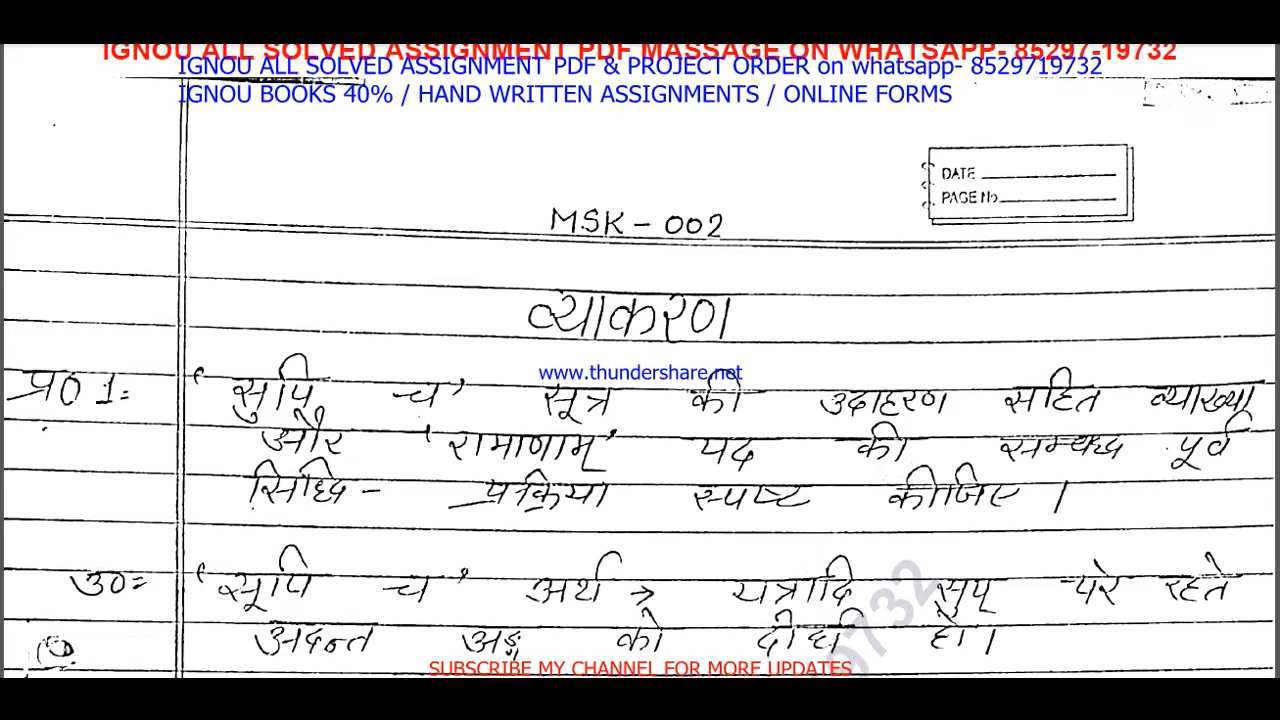 IGNOU ALL SOLVED ASSIGNMENT PDF MASSAGE ON WHATSAPP- 85297-19732
IGNOU ALL SOLVED ASSIGNMENT PDF & PROJECT ORDER on whatsapp- 8529719732
IGNOU BOOKS 40% / HAND WRITTEN ASSIGNMENTS / ONLINE FORMS
DATE
PAGE No.
MSK - 002
व्याकरण
www.thundershare.net
प्र0 1= 'सुपि च' सूत्र की उदाहरण सहित व्याख्या
और 'रामाणाम्' पद की पूर्व
सिध्दि - प्रक्रिया स्पष्ट कीजिए ।
उ0= 'सूपि च' अर्थ → यत्रादि सुप् परे रहते
अदन्त अङ्ग को दीर्घ हो।
9732
SUBSCRIBE MY CHANNEL FOR MORE UPDATES